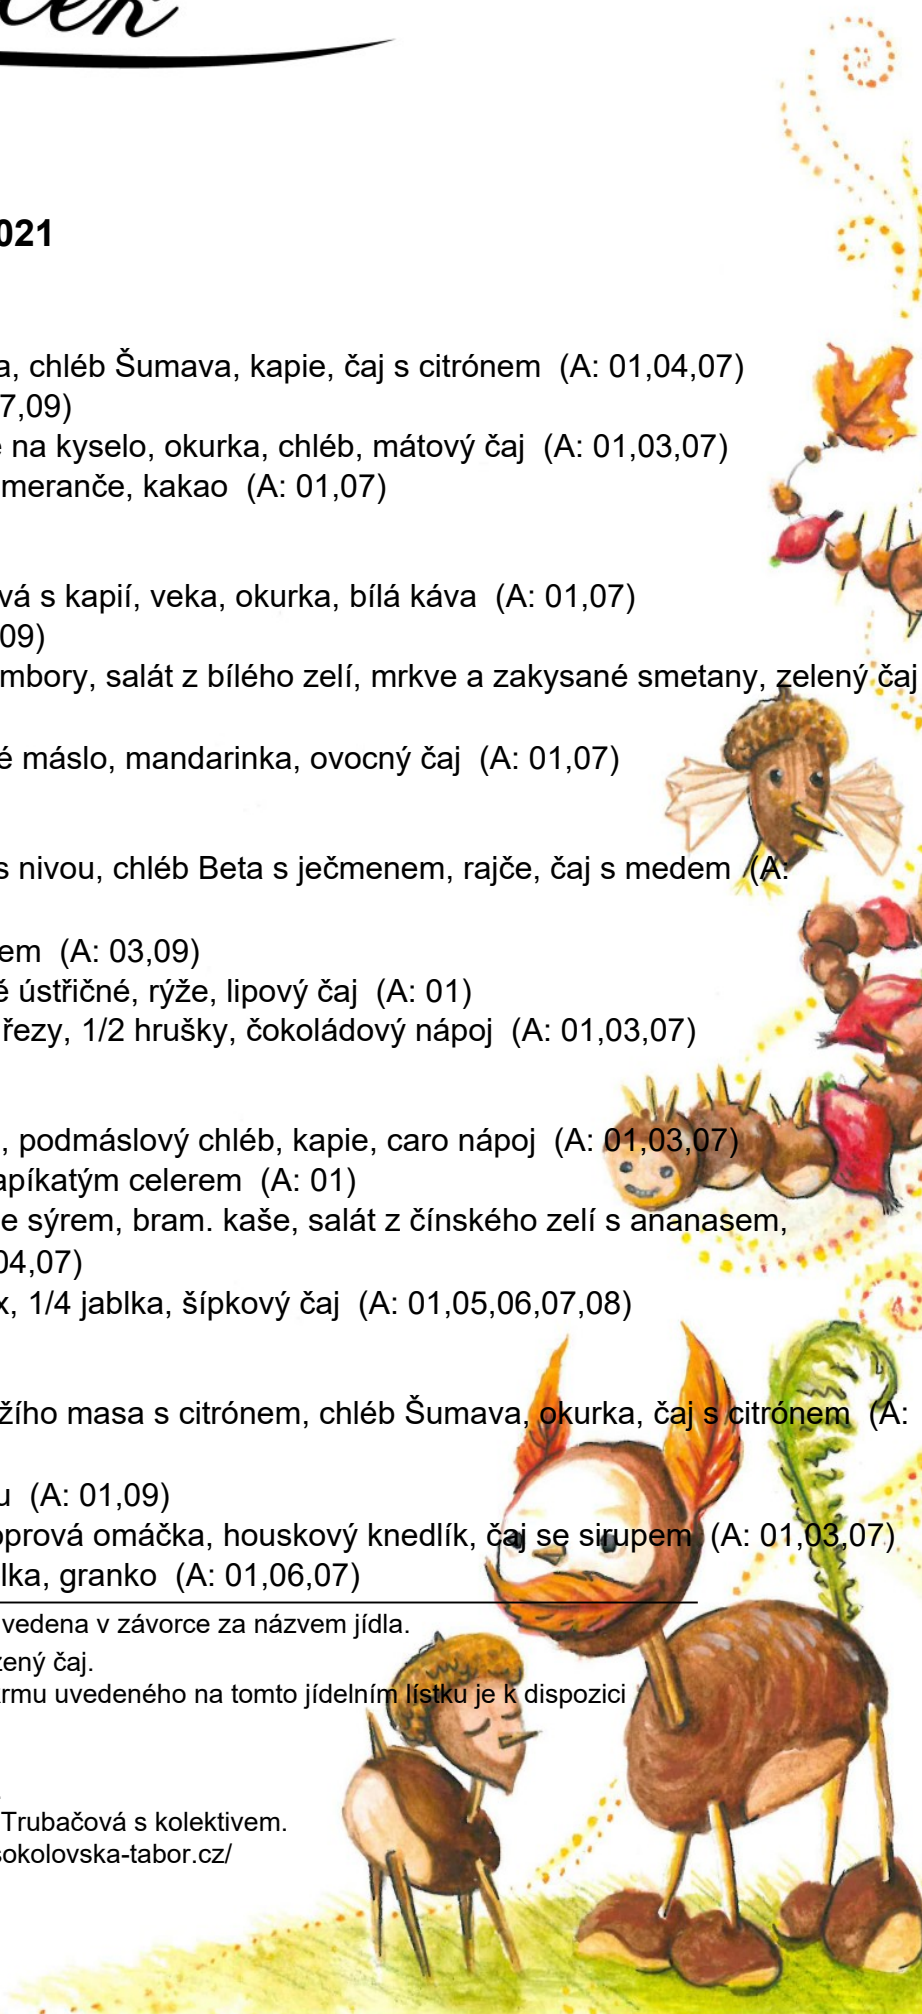 021
a, chléb Šumava, kapie, čaj s citrónem (A: 01,04,07)
7,09)
na kyselo, okurka, chléb, mátový čaj (A: 01,03,07)
meranče, kakao (A: 01,07)
vá s kapií, veka, okurka, bílá káva (A: 01,07)
09)
mbory, salát z bílého zelí, mrkve a zakysané smetany, zelený čaj
é máslo, mandarinka, ovocný čaj (A: 01,07)
s nivou, chléb Beta s ječmenem, rajče, čaj s medem (A:
em (A: 03,09)
é ústřičné, rýže, lipový čaj (A: 01)
řezy, 1/2 hrušky, čokoládový nápoj (A: 01,03,07)
, podmáslový chléb, kapie, caro nápoj (A: 01,03,07)
apíkatým celerem (A: 01)
e sýrem, bram. kaše, salát z čínského zelí s ananasem,
04,07)
x, 1/4 jablka, šípkový čaj (A: 01,05,06,07,08)
žího masa s citrónem, chléb Šumava, okurka, čaj s citrónem (A:
u (A: 01,09)
oprová omáčka, houskový knedlík, čaj se sirupem (A: 01,03,07)
lka, granko (A: 01,06,07)
vedena v závorce za názvem jídla.
zený čaj.
rmu uvedeného na tomto jídelním lístku je k dispozici
Trubačová s kolektivem.
sokolovska-tabor.cz/